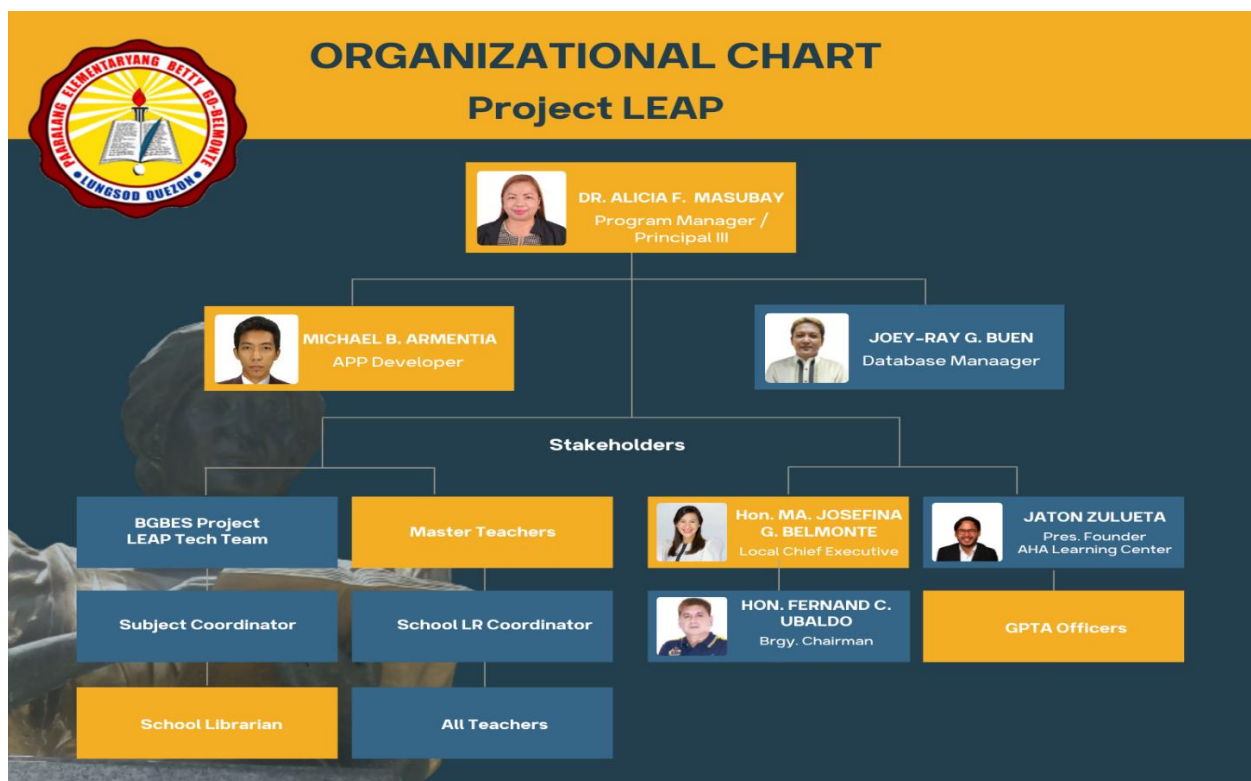 ORGANIZATIONAL CHART
Project LEAP
PAARALANG ELEMENTARYANG BETTY GO-BELMONTE
LUNGSOD QUEZON
DR. ALICIA F. MASUBAY
Program Manager /
Principal III
MICHAEL B. ARMENTIA
APP Developer
JOEY-RAY G. BUEN
Database Manaager
Stakeholders
BGBES Project
LEAP Tech Team
Master Teachers
Hon. MA. JOSEFINA
G. BELMONTE
Local Chief Executive
JATON ZULUETA
Pres. Founder
AHA Learning Center
Subject Coordinator
School LR Coordinator
HON. FERNAND C.
UBALDO
Brgy. Chairman
GPTA Officers
School Librarian
All Teachers